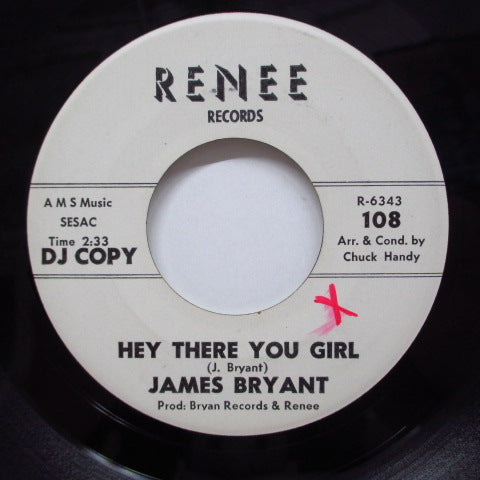 RENEE
RECORDS
A M S Music
SESAC
Time 2:33
DJ COPY
R-6343
108
Arr. & Cond. by
Chuck Handy
X
HEY THERE YOU GIRL
(J. Bryant)
JAMES BRYANT
Prod: Bryan Records & Renee